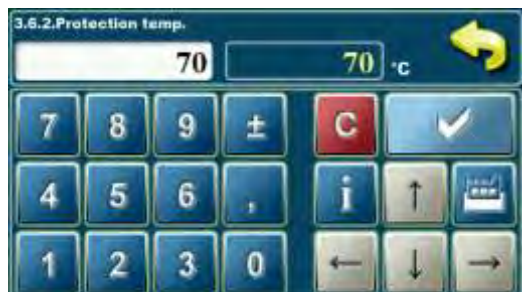 3.6.2.Protection temp.
70 70 °C
7 8 9 ± C
4 5 6 , i ↑
1 2 3 0 ← ↓ →